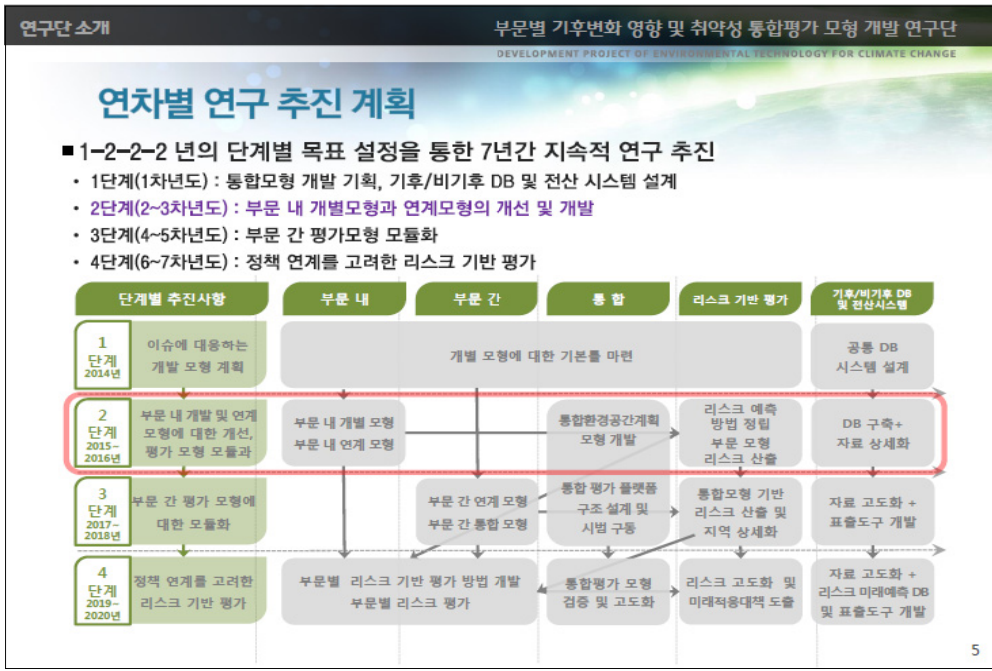 연구단 소개
부문별 기후변화 영향 및 취약성 통합평가 모형 개발 연구단
DEVELOPMENT PROJECT OF ENVIRONMENTAL TECHNOLOGY FOR CLIMATE CHANGE
연차별 연구 추진 계획
■ 1-2-2-2 년의 단계별 목표 설정을 통한 7년간 지속적 연구 추진
• 1단계(1차년도) : 통합모형 개발 기획, 기후/비기후 DB 및 전산 시스템 설계
• 2단계(2~3차년도) : 부문 내 개별모형과 연계모형의 개선 및 개발
• 3단계(4~5차년도) : 부문 간 평가모형 모듈화
• 4단계(6~7차년도) : 정책 연계를 고려한 리스크 기반 평가
단계별 추진사항
부문 내
부문 간
통 합
리스크 기반 평가
기후/비기후 DB
및 전산시스템
1
단계
2014년
이슈에 대응하는
개발 모형 계획
개별 모형에 대한 기본틀 마련
공통 DB
시스템 설계
2
단계
2015~
2016년
부문 내 개발 및 연계
모형에 대한 개선,
평가 모형 모듈과
부문 내 개별 모형
부문 내 연계 모형
통합환경공간계획
모형 개발
리스크 예측
방법 정립
부문 모형
리스크 산출
DB 구축+
자료 상세화
3
단계
2017~
2018년
부문 간 평가 모형에
대한 모듈화
부문 간 연계 모형
부문 간 통합 모형
통합 평가 플랫폼
구조 설계 및
시범 구동
통합모형 기반
리스크 산출 및
지역 상세화
자료 고도화 +
표출도구 개발
4
단계
2019~
2020년
정책 연계를 고려한
리스크 기반 평가
부문별 리스크 기반 평가 방법 개발
부문별 리스크 평가
통합평가 모형
검증 및 고도화
리스크 고도화 및
미래적응대책 도출
자료 고도화 +
리스크 미래예측 DB
및 표출도구 개발
5